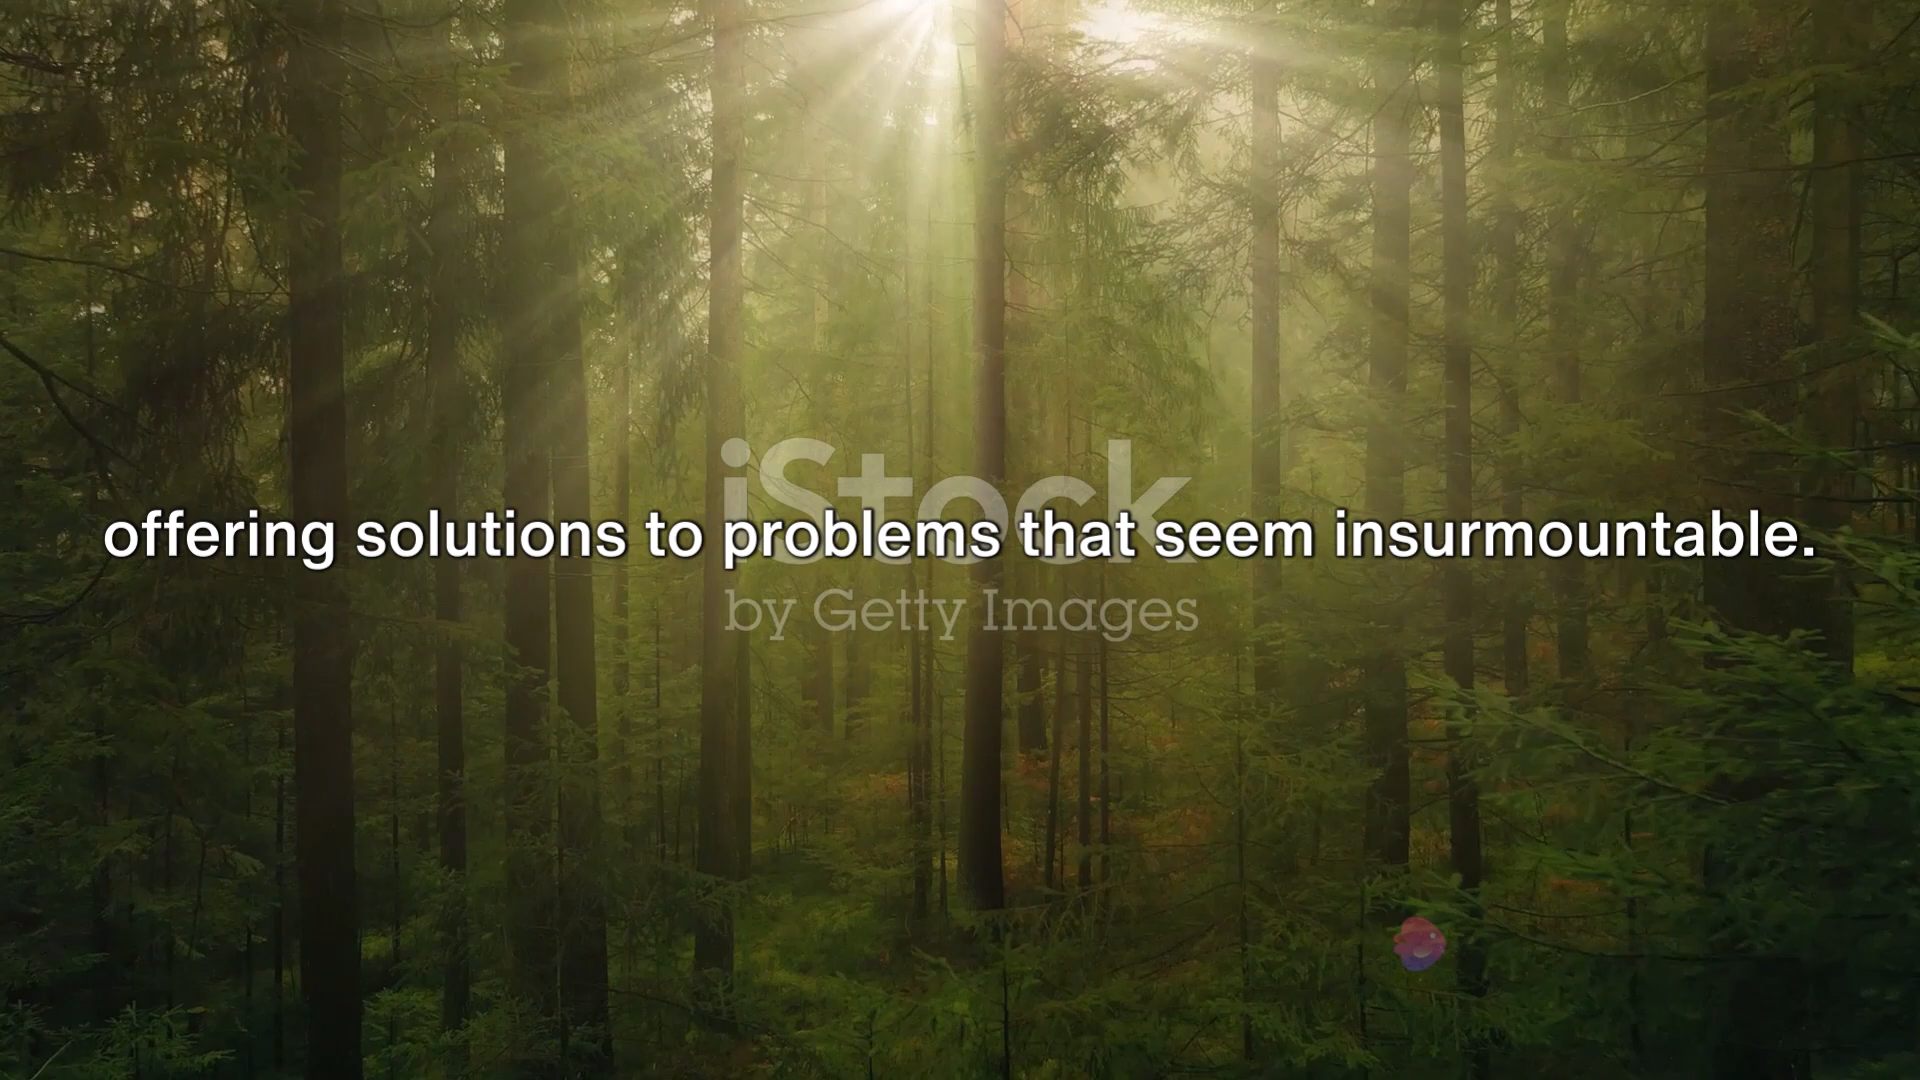 iStock
offering solutions to problems that seem insurmountable.
by Getty Images